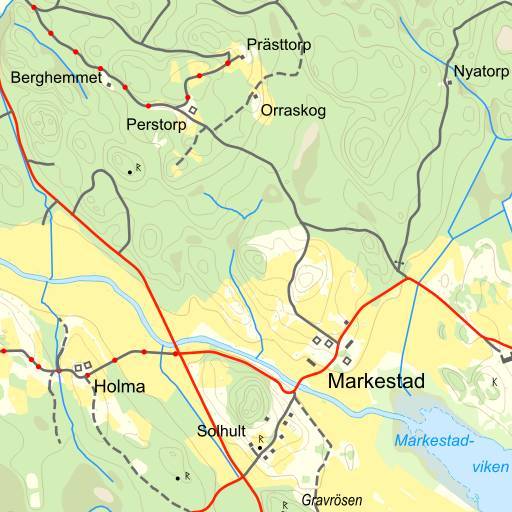 Prästtorp
Berghemmet
Nyatorp
Orraskog
Perstorp
Markestad
Holma
Solhult
Markestad-
viken
Gravrösen
R
R
R
K